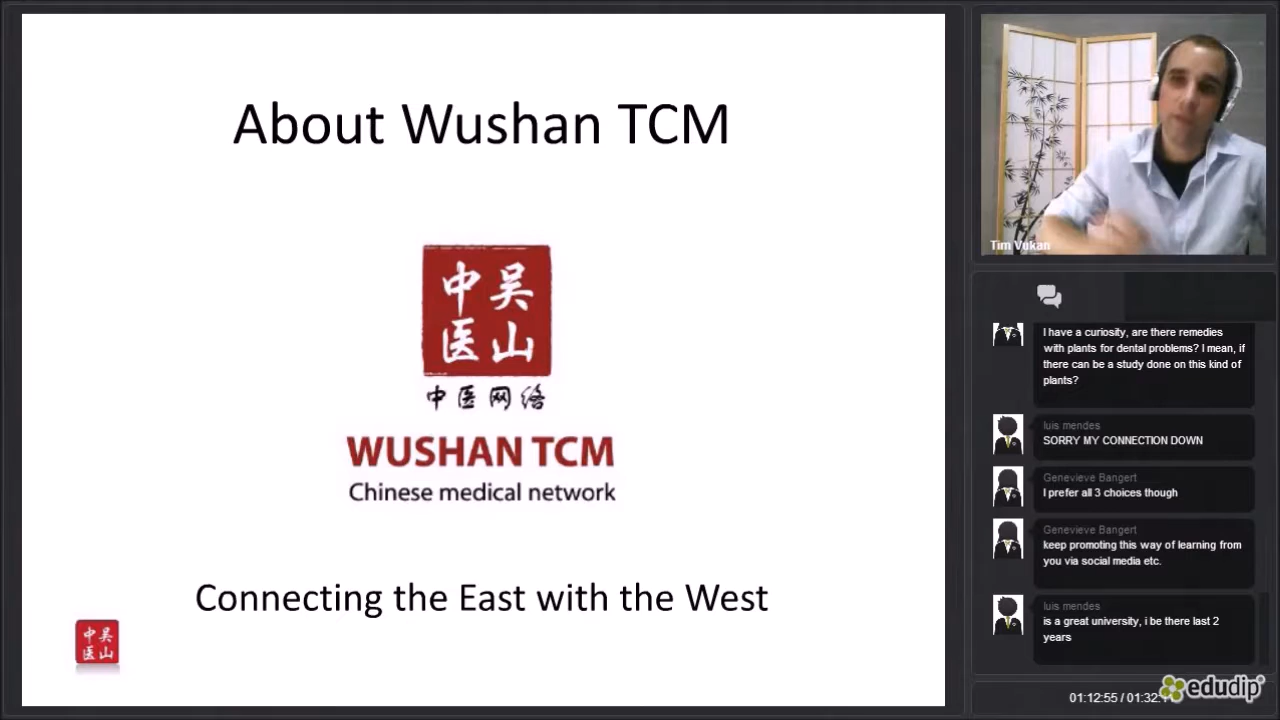 About Wushan TCM
中吴
医山
中医网络
WUSHAN TCM
Chinese medical network
Connecting the East with the West
中吴
医山
Tim Vukan
I have a curiosity, are there remedies
with plants for dental problems? I mean, if
there can be a study done on this kind of
plants?
luis mendes
SORRY MY CONNECTION DOWN
Genevieve Bangert
I prefer all 3 choices though
Genevieve Bangert
keep promoting this way of learning from
you via social media etc.
luis mendes
is a great university, i be there last 2
years
01:12:55 / 01:32:
edudip